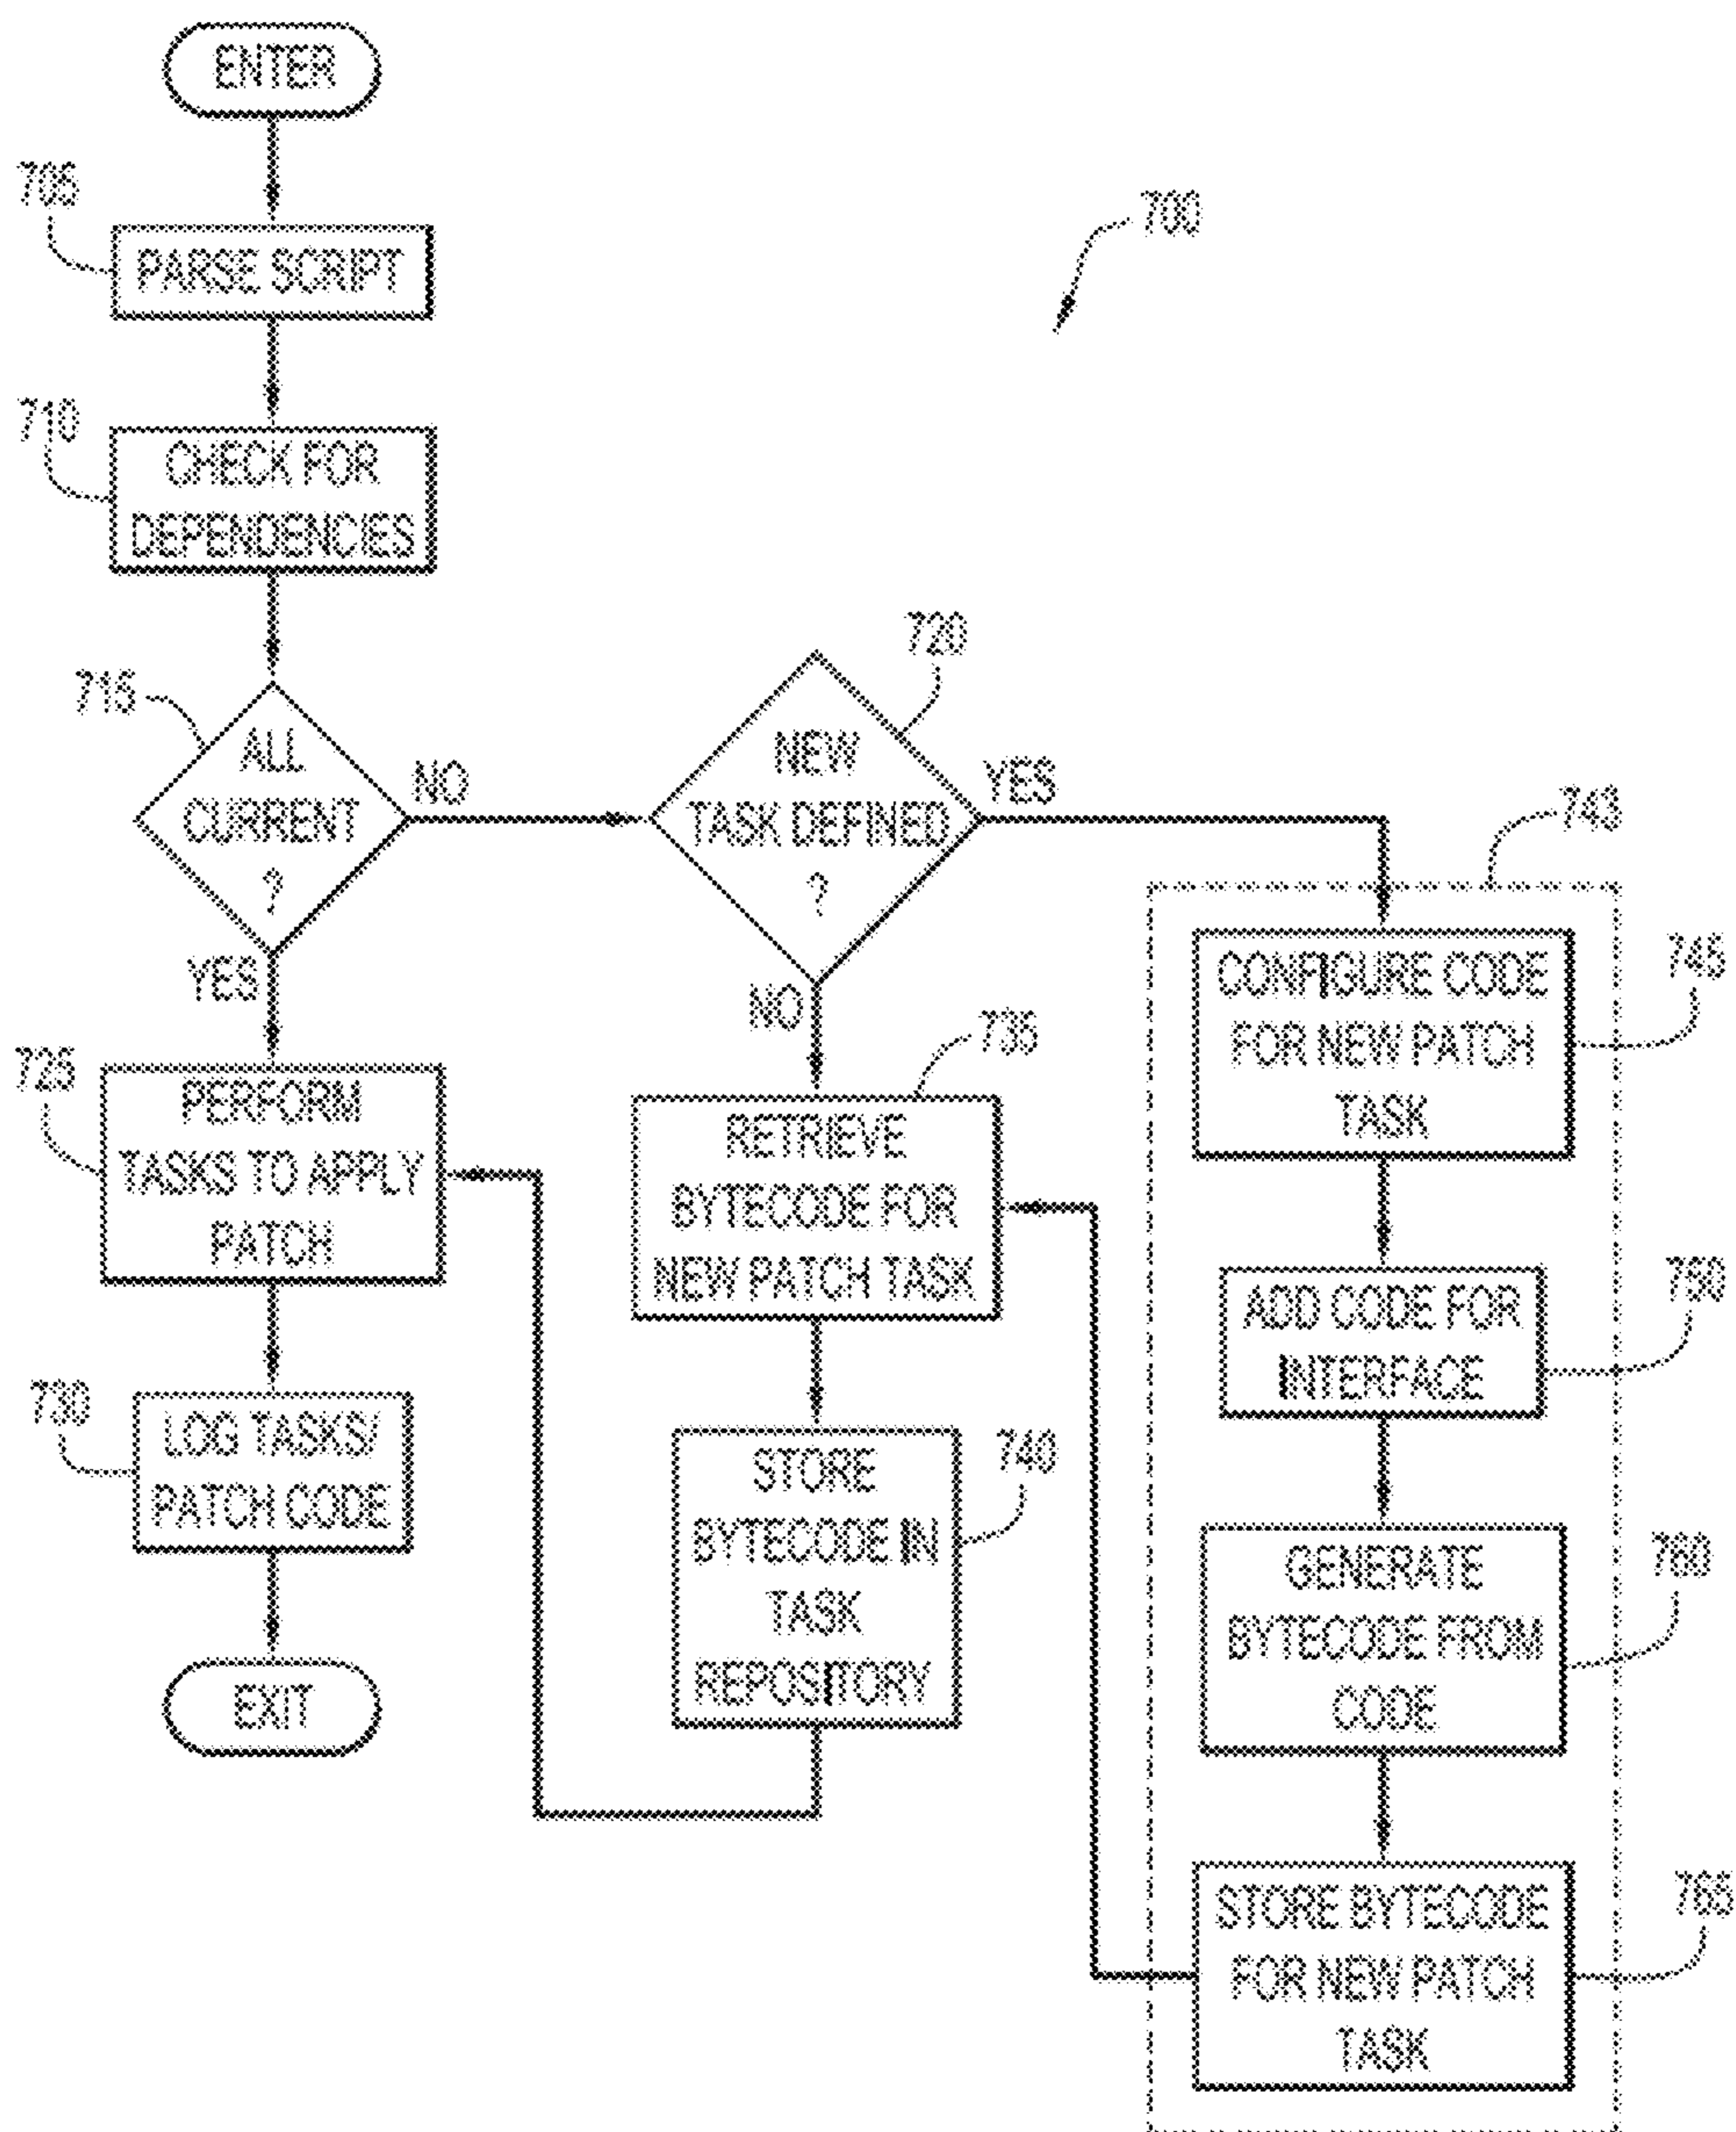 ENTER
705
PARSE SCRIPT
700
710
CHECK FOR
DEPENDENCIES
715
ALL
CURRENT
?
NO
YES
720
NEW
TASK DEFINED
?
YES
NO
743
725
PERFORM
TASKS TO APPLY
PATCH
730
LOG TASKS/
PATCH CODE
EXIT
735
RETRIEVE
BYTECODE FOR
NEW PATCH TASK
740
STORE
BYTECODE IN
TASK
REPOSITORY
745
CONFIGURE CODE
FOR NEW PATCH
TASK
750
ADD CODE FOR
INTERFACE
760
GENERATE
BYTECODE FROM
CODE
765
STORE BYTECODE
FOR NEW PATCH
TASK